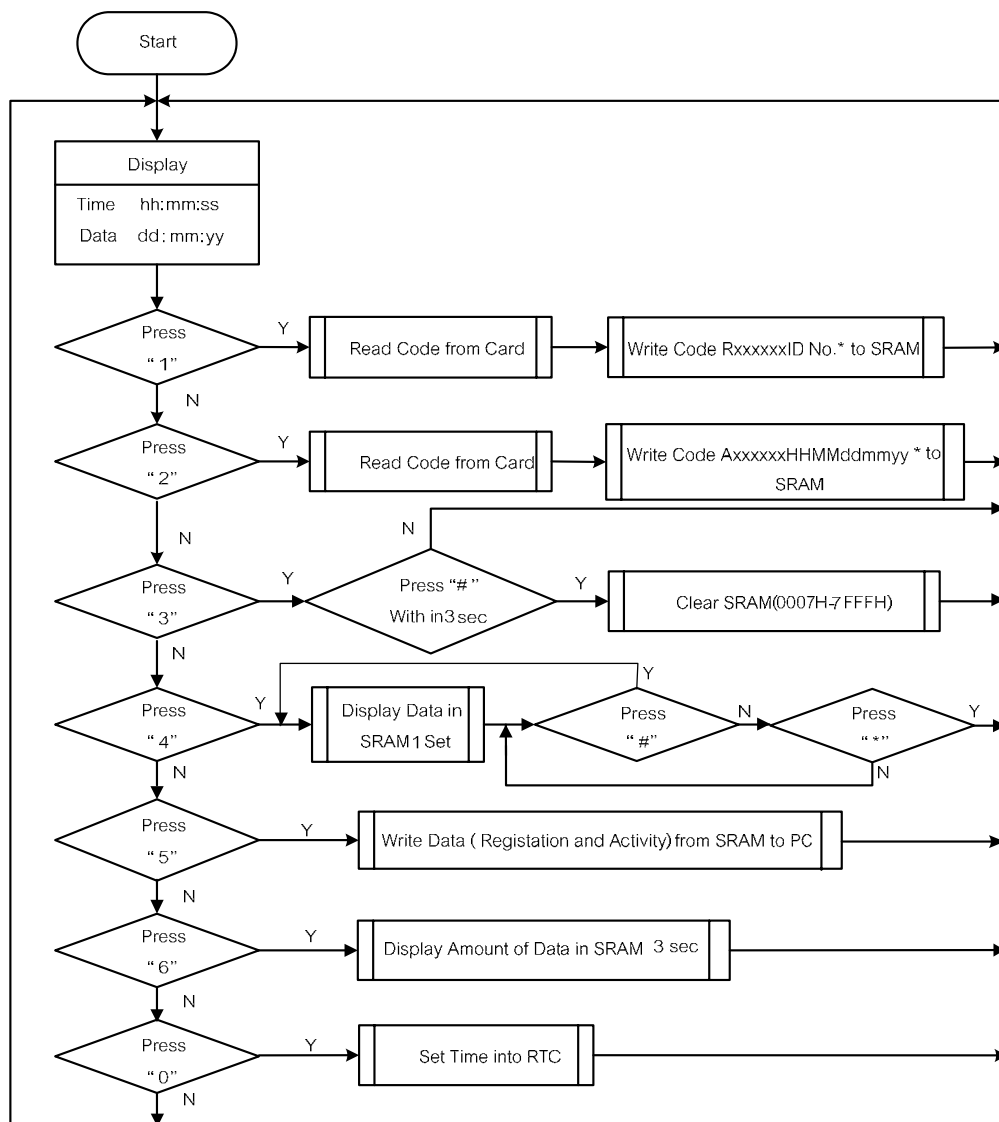 Start
Display
Time hh:mm:ss
Data dd:mm:yy
Press
“1”
Y
Read Code from Card
Write Code RxxxxxxID No.* to SRAM
N
Press
“2”
Y
Read Code from Card
Write Code AxxxxxxHHMMddmmyy * to
SRAM
N
N
Press
“3”
Y
Press “#”
With in3 sec
Y
Clear SRAM(0007H-7FFFH)
N
Y
Press
“4”
Y
Display Data in
SRAM 1 Set
Press
“#”
N
Press
“*”
Y
N
N
Press
“5”
Y
Write Data ( Registation and Activity) from SRAM to PC
N
Press
“6”
Y
Display Amount of Data in SRAM 3 sec
N
Press
“0”
Y
Set Time into RTC
N